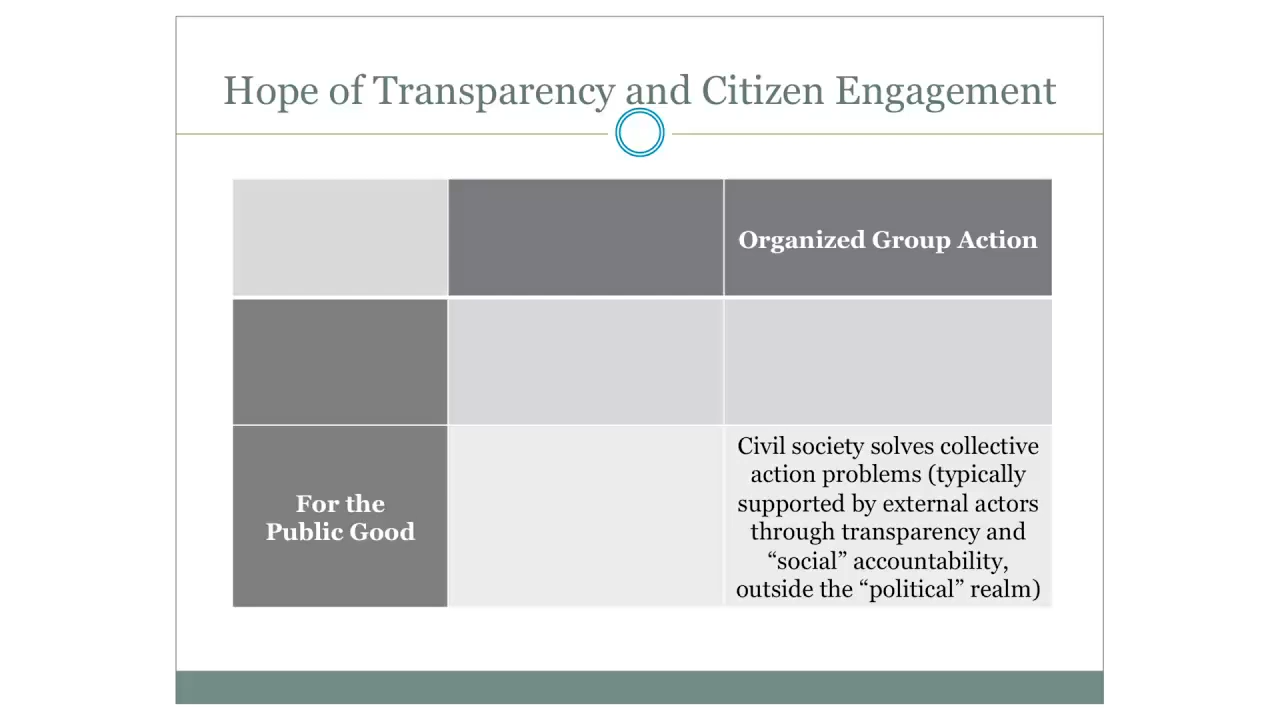 Hope of Transparency and Citizen Engagement
Organized Group Action
For the
Public Good
Civil society solves collective
action problems (typically
supported by external actors
through transparency and
“social” accountability,
outside the “political” realm)